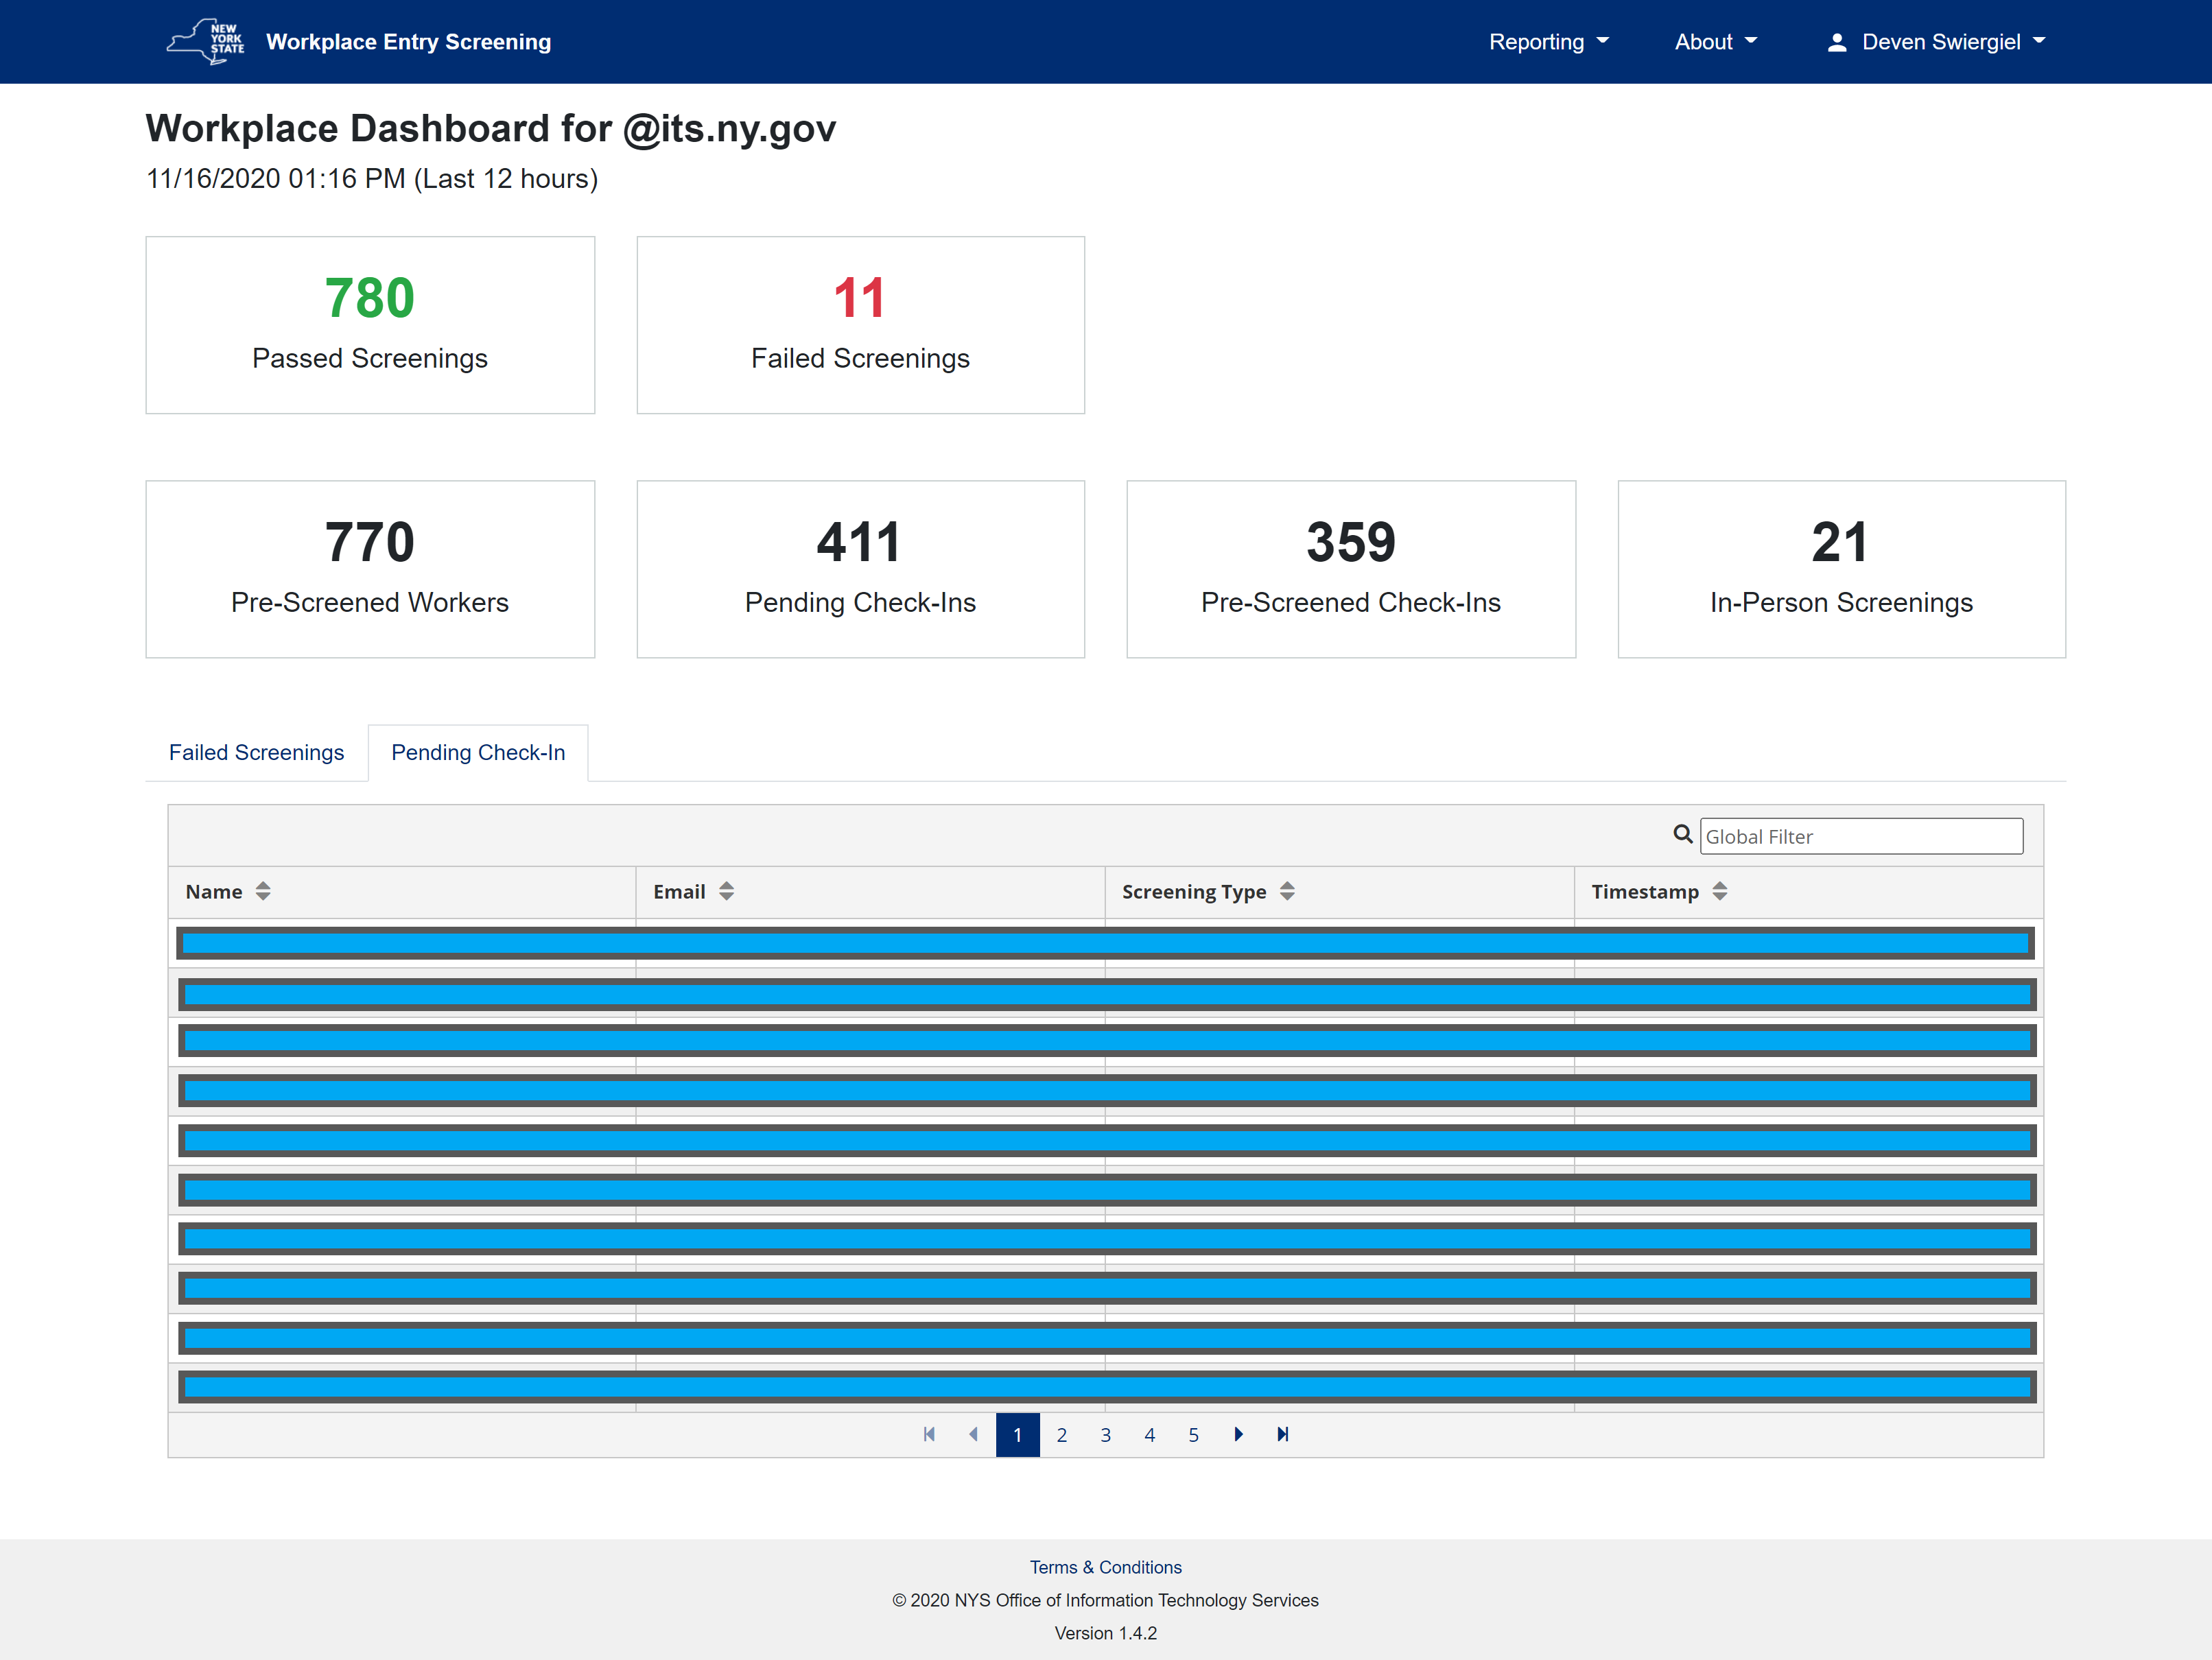 NEW
YORK
STATE
Workplace Entry Screening
Reporting
About
Deven Swiergiel
Workplace Dashboard for @its.ny.gov
11/16/2020 01:16 PM (Last 12 hours)
780
Passed Screenings
11
Failed Screenings
770
Pre-Screened Workers
411
Pending Check-Ins
359
Pre-Screened Check-Ins
21
In-Person Screenings
Failed Screenings
Pending Check-In
Global Filter
Name
Email
Screening Type
Timestamp
1 2 3 4 5
Terms & Conditions
© 2020 NYS Office of Information Technology Services
Version 1.4.2